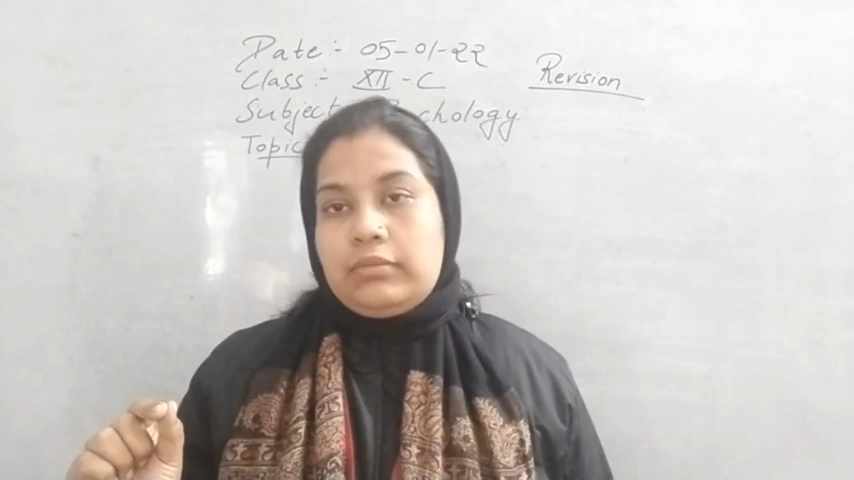 Date :- 05-01-22
Class :- XII - C
Revision
Subject chology
Topic